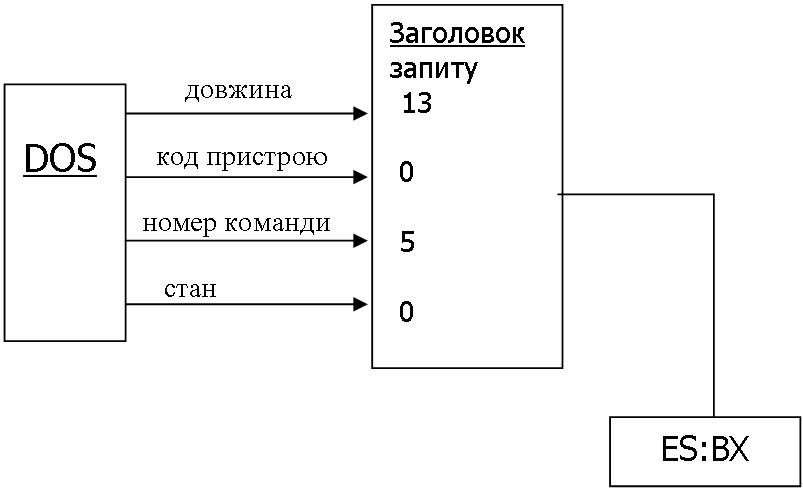 DOS
довжина
код пристрою
номер команди
стан
Заголовок
запиту
13
0
5
0
ES:BX